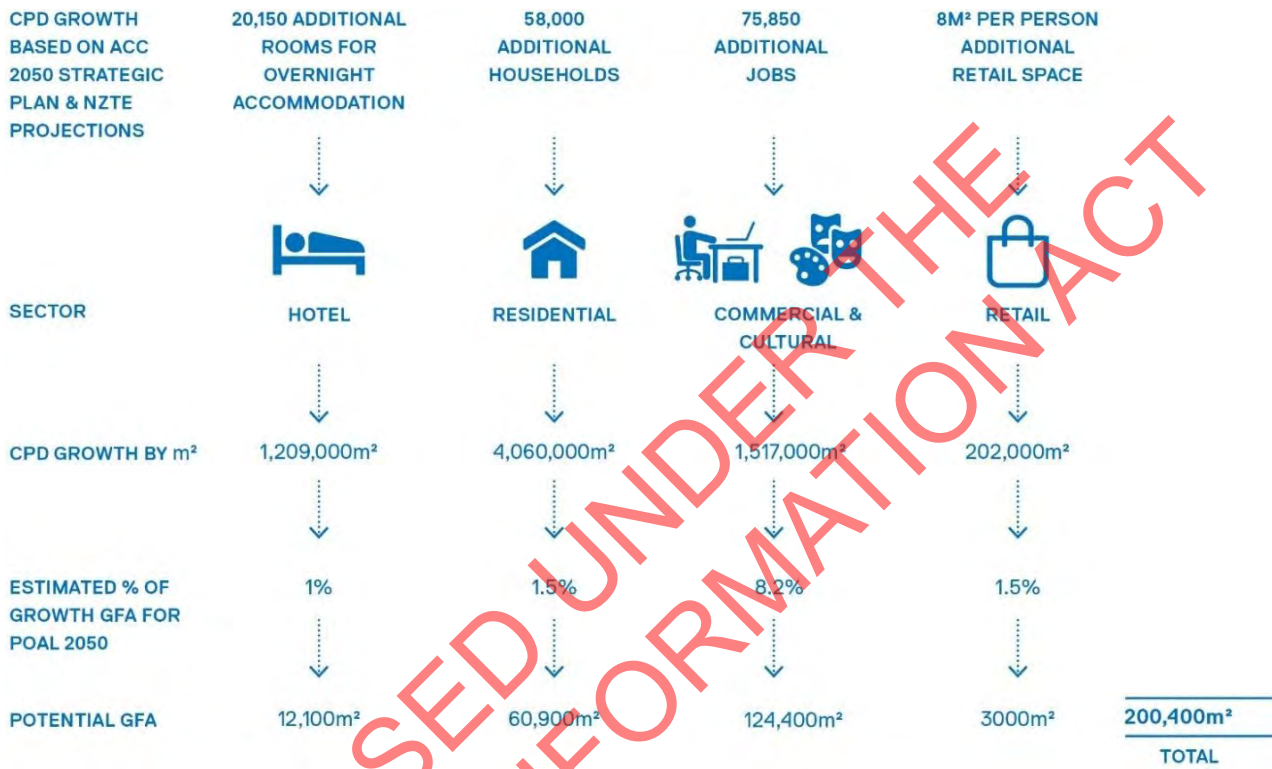 CPD GROWTH
BASED ON ACC
2050 STRATEGIC
PLAN & NZTE
PROJECTIONS
20,150 ADDITIONAL
ROOMS FOR
OVERNIGHT
ACCOMMODATION
58,000
ADDITIONAL
HOUSEHOLDS
75,850
ADDITIONAL
JOBS
8M² PER PERSON
ADDITIONAL
RETAIL SPACE
SECTOR
HOTEL
RESIDENTIAL
COMMERCIAL &
CULTURAL
RETAIL
CPD GROWTH BY m²
1,209,000m²
4,060,000m²
1,517,000m²
202,000m²
ESTIMATED % OF
GROWTH GFA FOR
POAL 2050
1%
1.5%
8.2%
1.5%
POTENTIAL GFA
12,100m²
60,900m²
124,400m²
3000m²
200,400m²
TOTAL
SED UNDER THE
NFORMATION ACT